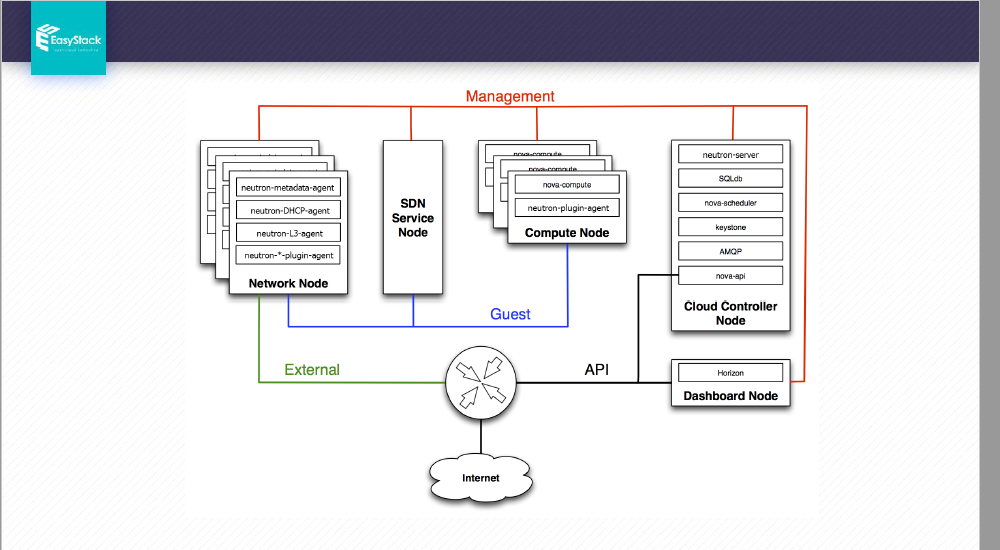 EasyStack
Management
neutron-metadata-agent
neutron-DHCP-agent
neutron-L3-agent
neutron-*-plugin-agent
Network Node
SDN
Service
Node
nova-compute
nova-compute
nova-compute
neutron-plugin-agent
Compute Node
neutron-server
SQLdb
nova-scheduler
keystone
AMQP
nova-api
Cloud Controller
Node
Guest
External
API
Horizon
Dashboard Node
Internet